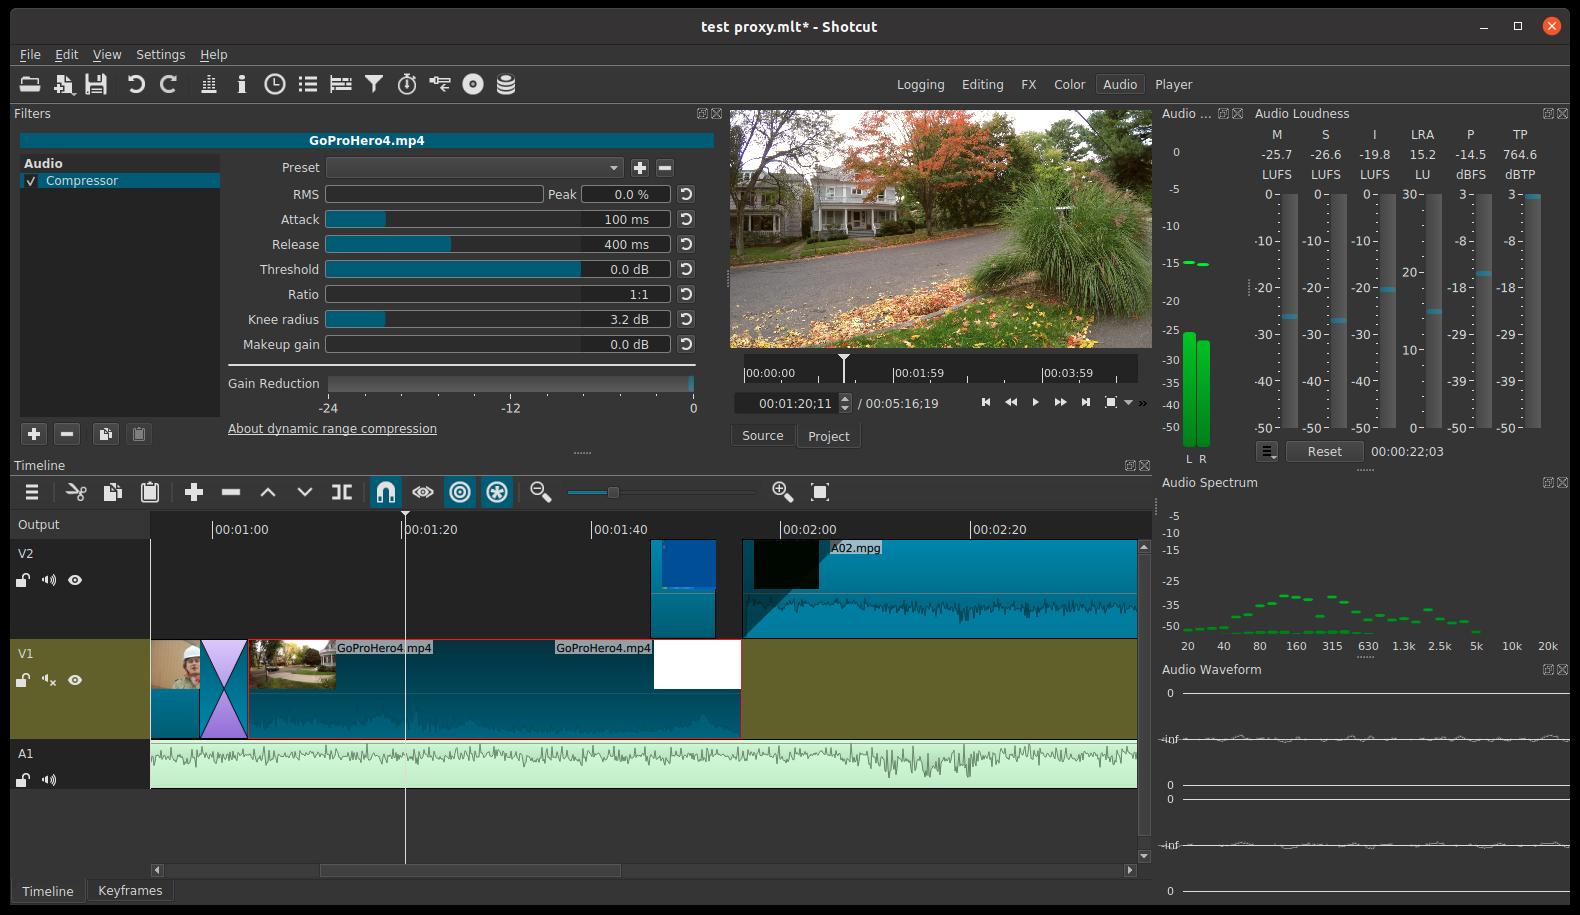 test proxy.mlt* - Shotcut
File Edit View Settings Help
Logging Editing FX Color Audio Player
Filters
GoProHero4.mp4
Audio
Compressor
Preset
RMS Peak 0.0 %
Attack 100 ms
Release 400 ms
Threshold 0.0 dB
Ratio 1:1
Knee radius 3.2 dB
Makeup gain 0.0 dB
Gain Reduction
-24 -12 0
About dynamic range compression
00:00:00 00:01:59 00:03:59
00:01:20;11 / 00:05:16;19
Source Project
Audio ...
0
-5
-10
-15
-20
-25
-30
-35
-40
-50
L R
Audio Loudness
M S I LRA P TP
-25.7 -26.6 -19.8 15.2 -14.5 764.6
LUFS LUFS LUFS LU dBFS dBTP
0 0 0 30 3 3
-10 -10 -10 -8 -8
-20 -20 -20 20 -18 -18
-30 -30 -30 -29 -29
10
-40 -40 -40 -39 -39
-50 -50 -50 0 -50 -50
Reset 00:00:22;03
Timeline
Output
00:01:00 00:01:20 00:01:40 00:02:00 00:02:20
V2
A02.mpg
V1
GoProHero4.mp4 GoProHero4.mp4
A1
Timeline Keyframes
Audio Spectrum
-5
-10
-15
-25
-35
-50
20 40 80 160 315 630 1.3k 2.5k 5k 10k 20k
Audio Waveform
0
-inf
0
0
-inf
0